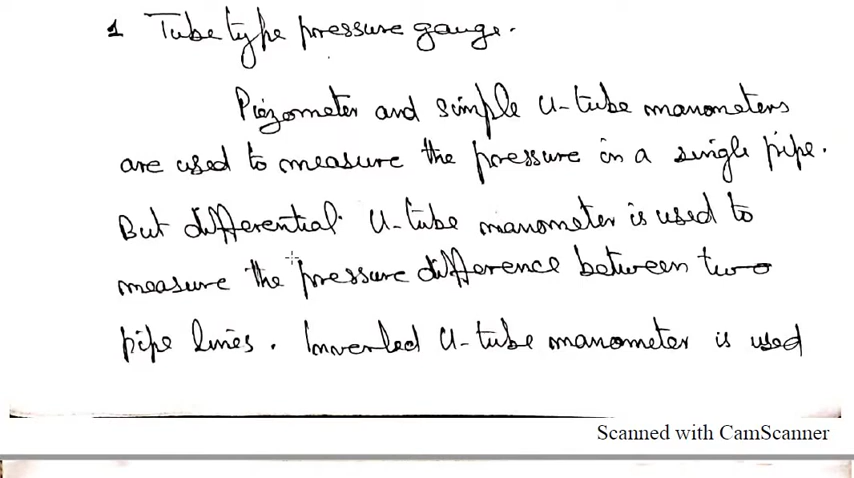 1 Tube type pressure gauge.
Piezometer and simple U-tube manometers
are used to measure the pressure in a single pipe.
But differential U-tube manometer is used to
measure the pressure difference between two
pipe lines. Inverted U-tube manometer is used
Scanned with CamScanner